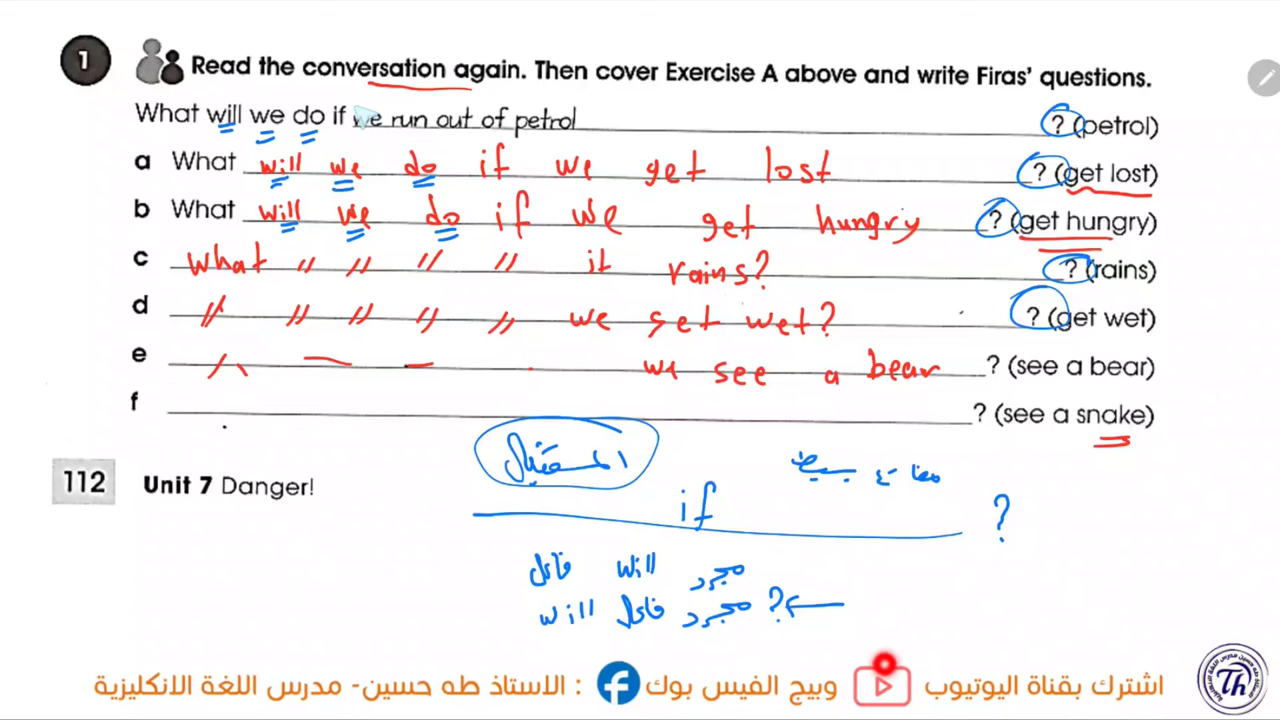 1 Read the conversation again. Then cover Exercise A above and write Firas' questions.
What will we do if we run out of petrol ? (petrol)
a What will we do if we get lost ? (get lost)
b What will we do if we get hungry ? (get hungry)
c What 〃 〃 〃 〃 it rains? ? (rains)
d 〃 〃 〃 〃 〃 we get wet? ? (get wet)
e we see a bear ? (see a bear)
f ? (see a snake)
المستقبل مضارع بسيط
112 Unit 7 Danger!
if ?
فاعل will مجرد
will فاعل مجرد ?
اشترك بقناة اليوتيوب وبيج الفيس بوك : الاستاذ طه حسين- مدرس اللغة الانكليزية
Th